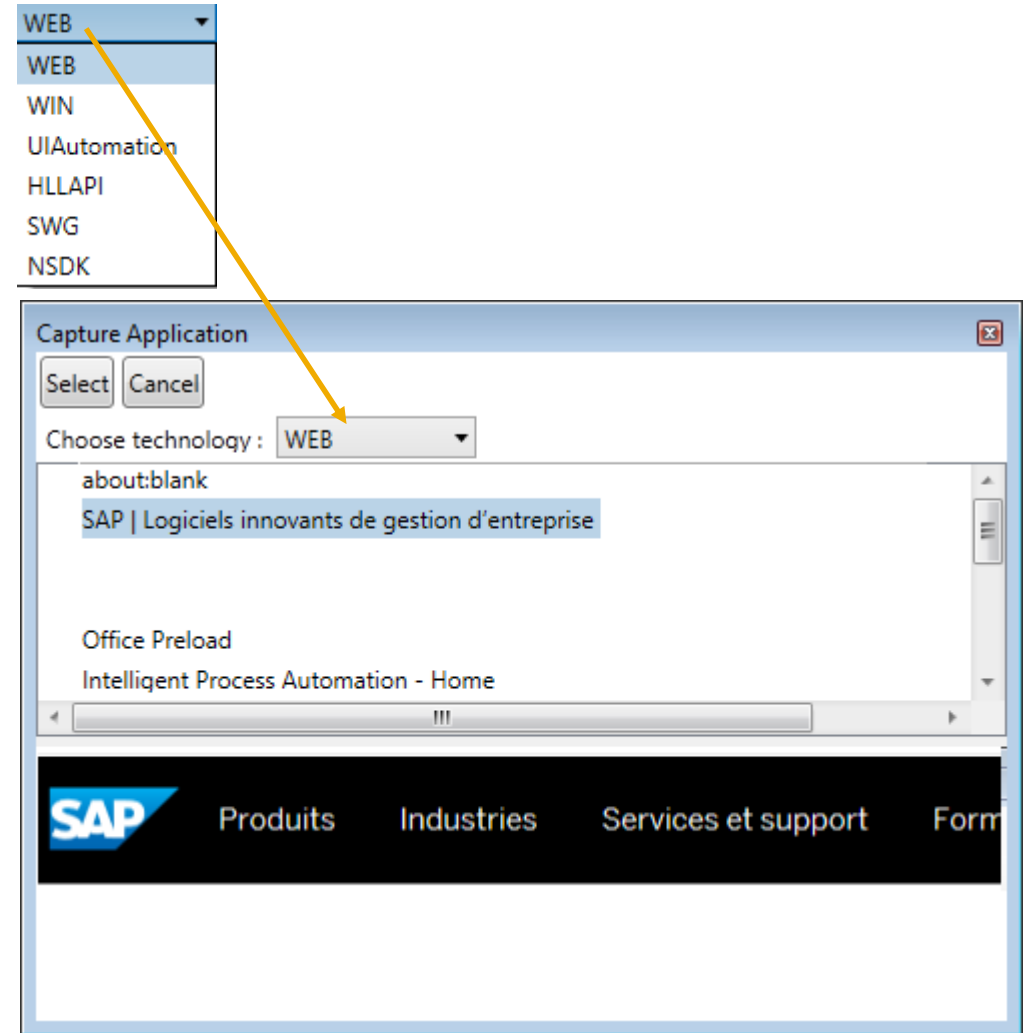 WEB
WEB
WIN
UIAutomation
HLLAPI
SWG
NSDK
Capture Application
Select Cancel
Choose technology : WEB
about:blank
SAP | Logiciels innovants de gestion d'entreprise
Office Preload
Intelligent Process Automation - Home
SAP Produits Industries Services et support Form